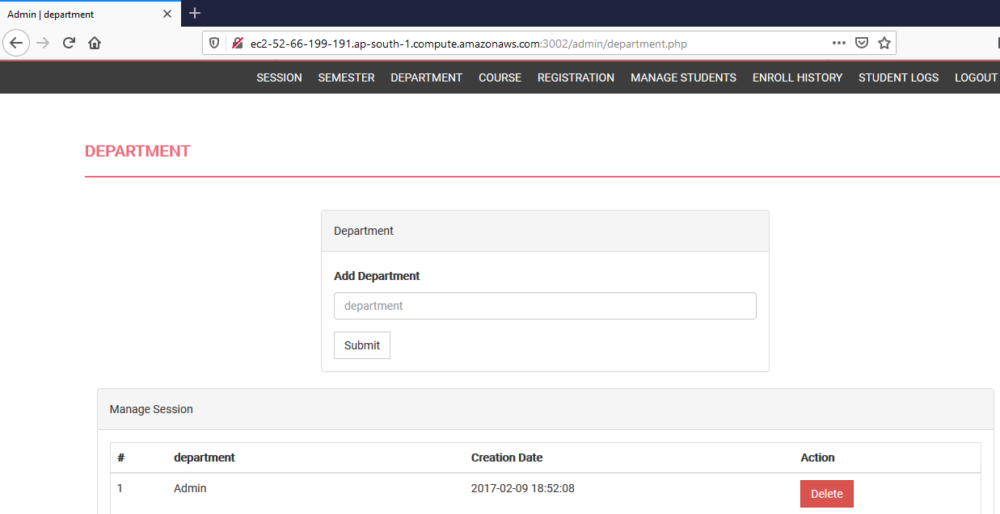 Admin | department
ec2-52-66-199-191.ap-south-1.compute.amazonaws.com:3002/admin/department.php
SESSION SEMESTER DEPARTMENT COURSE REGISTRATION MANAGE STUDENTS ENROLL HISTORY STUDENT LOGS LOGOUT
DEPARTMENT
Department
Add Department
department
Submit
Manage Session
# department Creation Date Action
1 Admin 2017-02-09 18:52:08 Delete